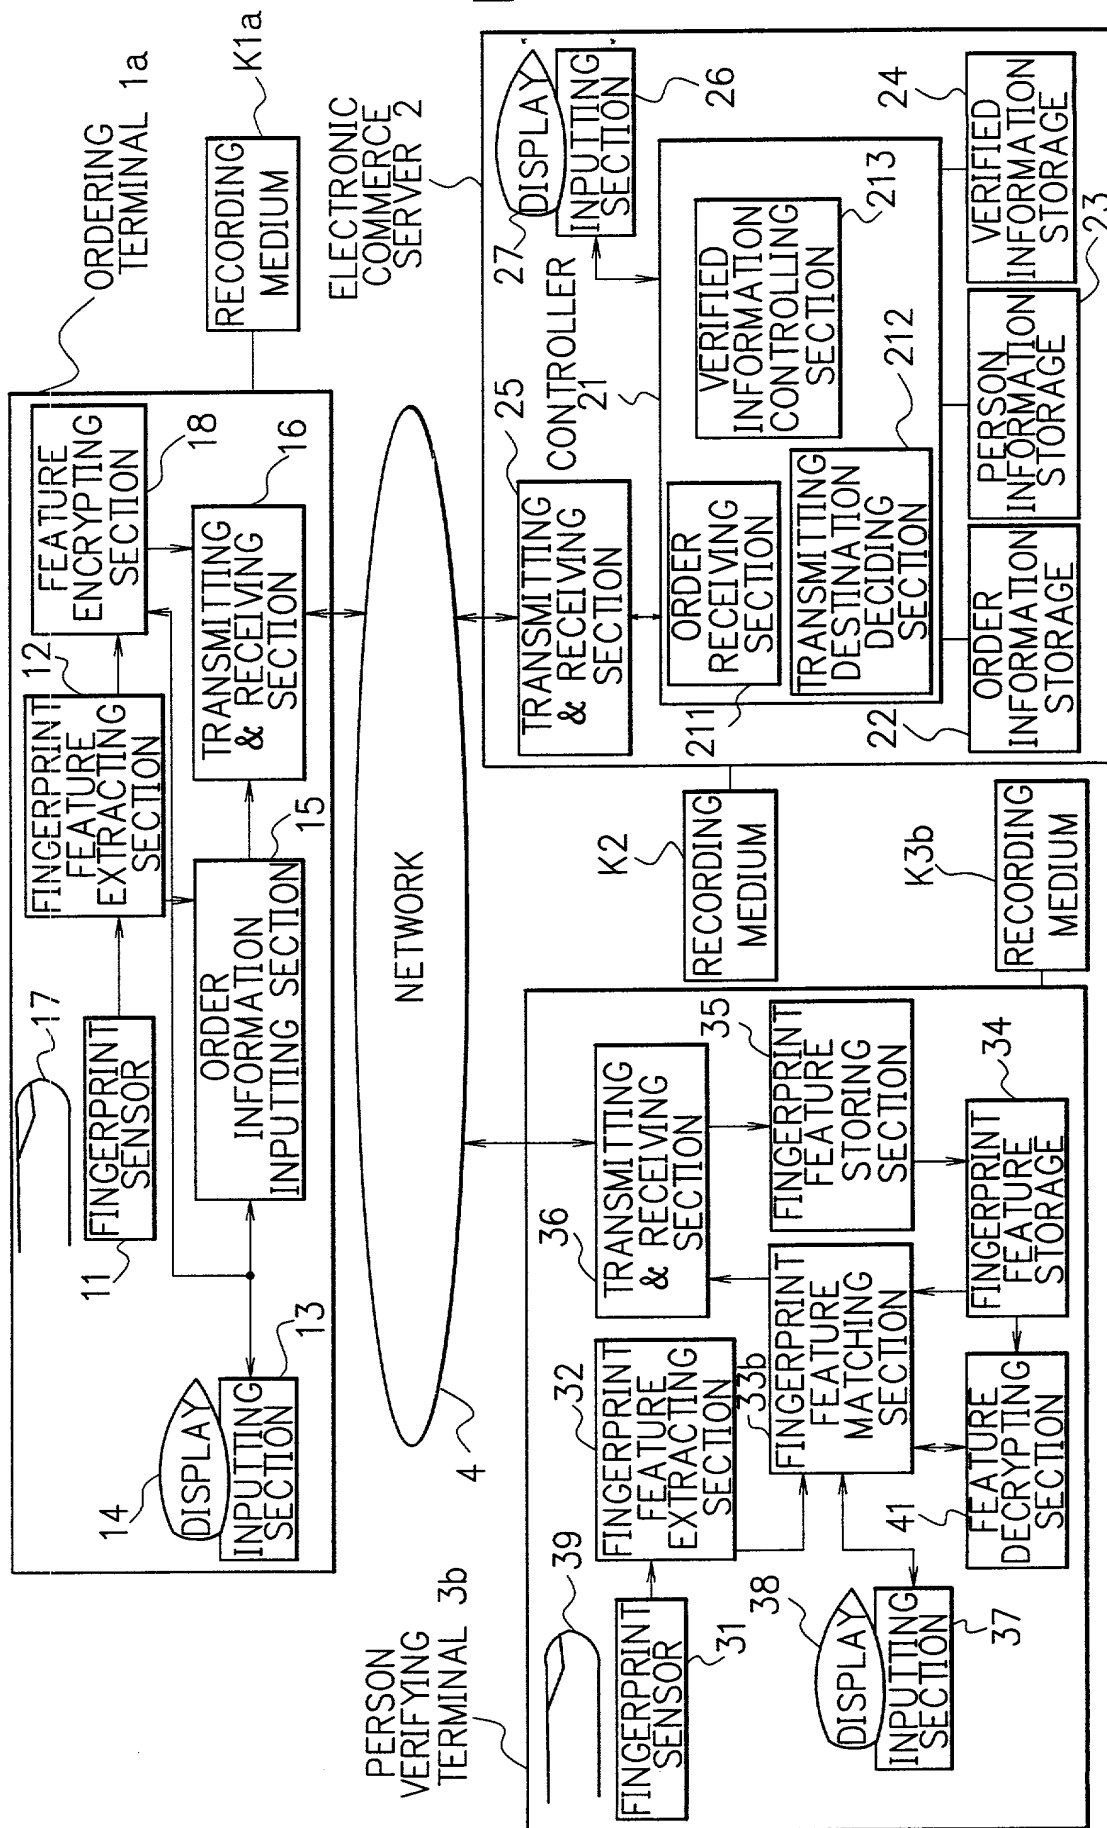 ORDERING
TERMINAL 1a
14
DISPLAY
INPUTTING
SECTION
13
17
FINGERPRINT
SENSOR
11
12
FINGERPRINT
FEATURE
EXTRACTING
SECTION
FEATURE
ENCRYPTING
SECTION
18
ORDER
INFORMATION
INPUTTING SECTION
15
TRANSMITTING
& RECEIVING
SECTION
16
RECORDING
MEDIUM
K1a
NETWORK
4
PERSON
VERIFYING
TERMINAL 3b
39
FINGERPRINT
SENSOR
31
32
FINGERPRINT
FEATURE
EXTRACTING
SECTION
36
TRANSMITTING
& RECEIVING
SECTION
38
DISPLAY
INPUTTING
SECTION
37
33b
FINGERPRINT
FEATURE
MATCHING
SECTION
35
FINGERPRINT
FEATURE
STORING
SECTION
41
FEATURE
DECRYPTING
SECTION
FINGERPRINT
FEATURE
STORAGE
34
K3b
RECORDING
MEDIUM
K2
RECORDING
MEDIUM
ELECTRONIC
COMMERCE
SERVER 2
25
TRANSMITTING
& RECEIVING
SECTION
27
DISPLAY
INPUTTING
SECTION
26
CONTROLLER
21
211
ORDER
RECEIVING
SECTION
VERIFIED
INFORMATION
CONTROLLING
SECTION
213
TRANSMITTING
DESTINATION
DECIDING
SECTION
212
22
ORDER
INFORMATION
STORAGE
PERSON
INFORMATION
STORAGE
23
VERIFIED
INFORMATION
STORAGE
24